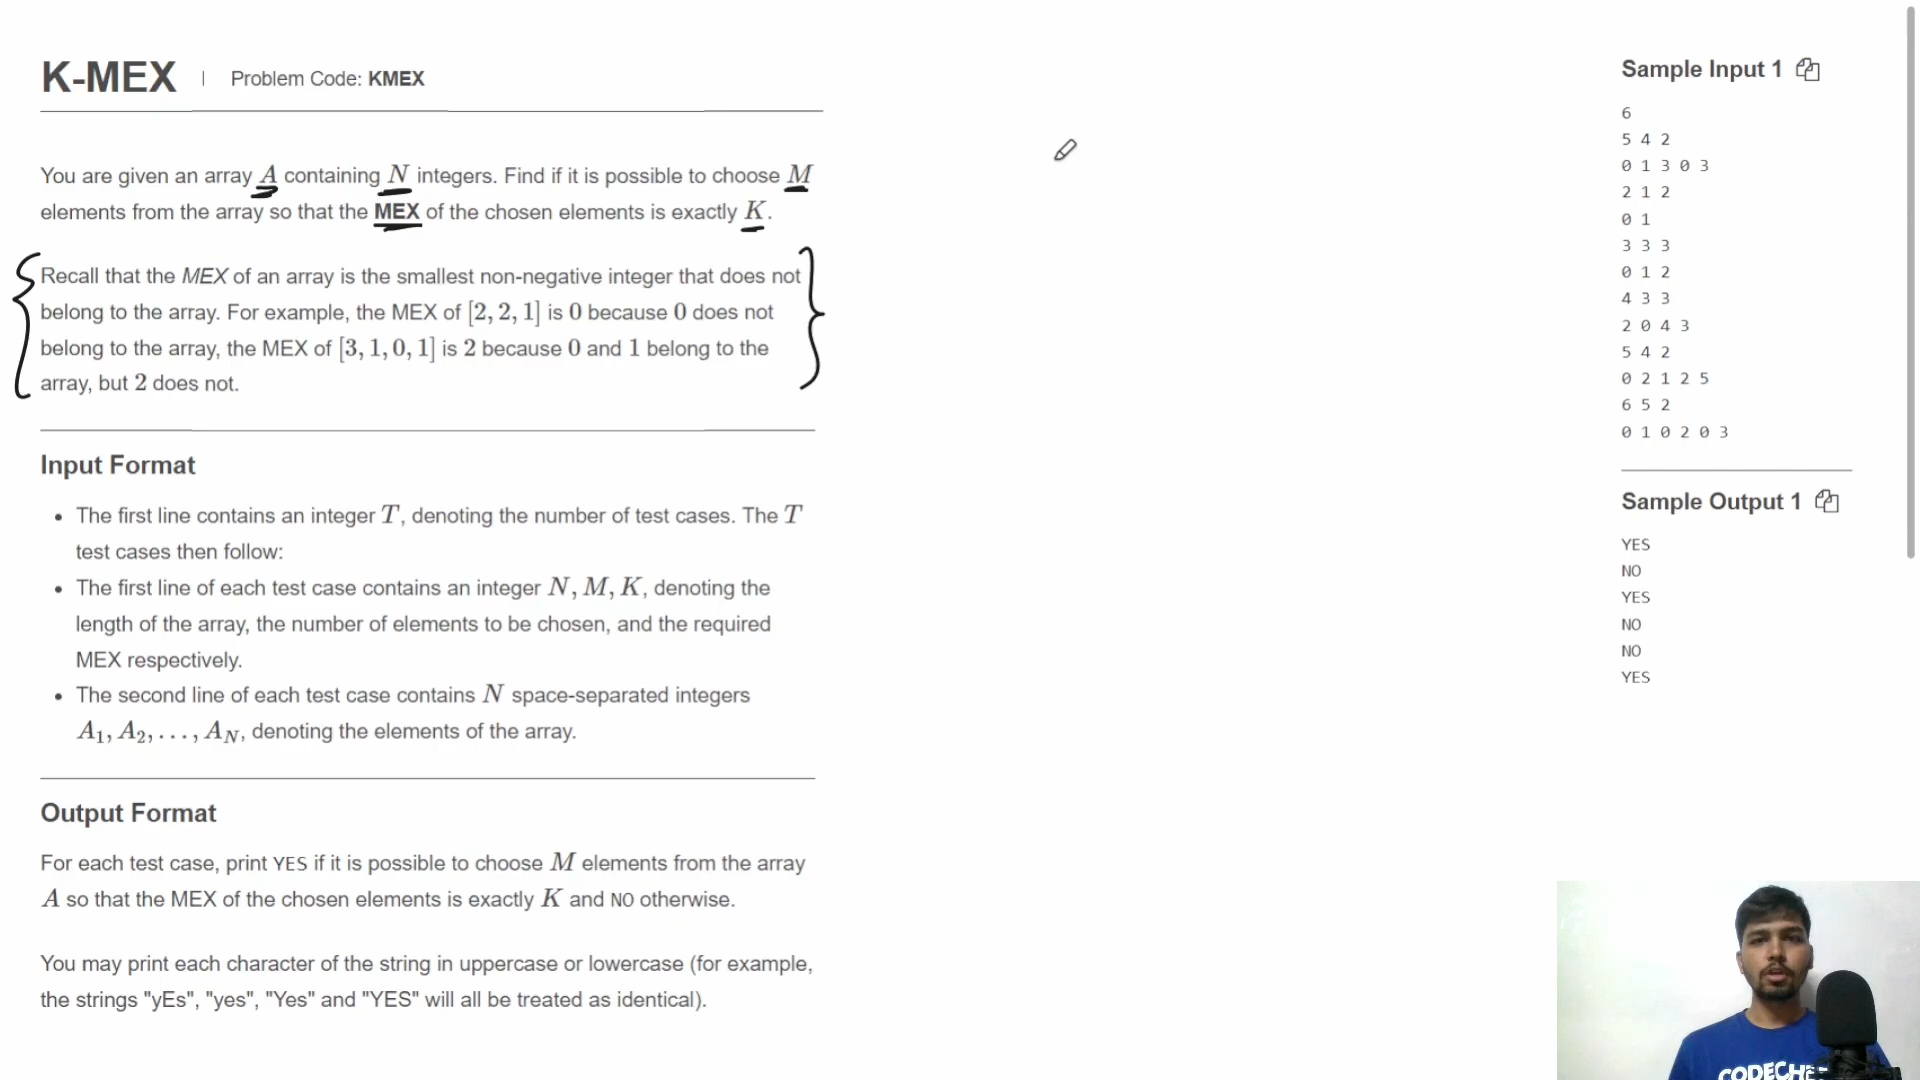 K-MEX | Problem Code: KMEX
You are given an array A containing N integers. Find if it is possible to choose M
elements from the array so that the MEX of the chosen elements is exactly K.
Recall that the MEX of an array is the smallest non-negative integer that does not
belong to the array. For example, the MEX of [2, 2, 1] is 0 because 0 does not
belong to the array, the MEX of [3, 1, 0, 1] is 2 because 0 and 1 belong to the
array, but 2 does not.
Input Format
• The first line contains an integer T, denoting the number of test cases. The T
test cases then follow:
• The first line of each test case contains an integer N, M, K, denoting the
length of the array, the number of elements to be chosen, and the required
MEX respectively.
• The second line of each test case contains N space-separated integers
A₁, A₂, . . . , A_N, denoting the elements of the array.
Output Format
For each test case, print YES if it is possible to choose M elements from the array
A so that the MEX of the chosen elements is exactly K and NO otherwise.
You may print each character of the string in uppercase or lowercase (for example,
the strings "yEs", "yes", "Yes" and "YES" will all be treated as identical).
Sample Input 1
6
5 4 2
0 1 3 0 3
2 1 2
0 1
3 3 3
0 1 2
4 3 3
2 0 4 3
5 4 2
0 2 1 2 5
6 5 2
0 1 0 2 0 3
Sample Output 1
YES
NO
YES
NO
NO
YES